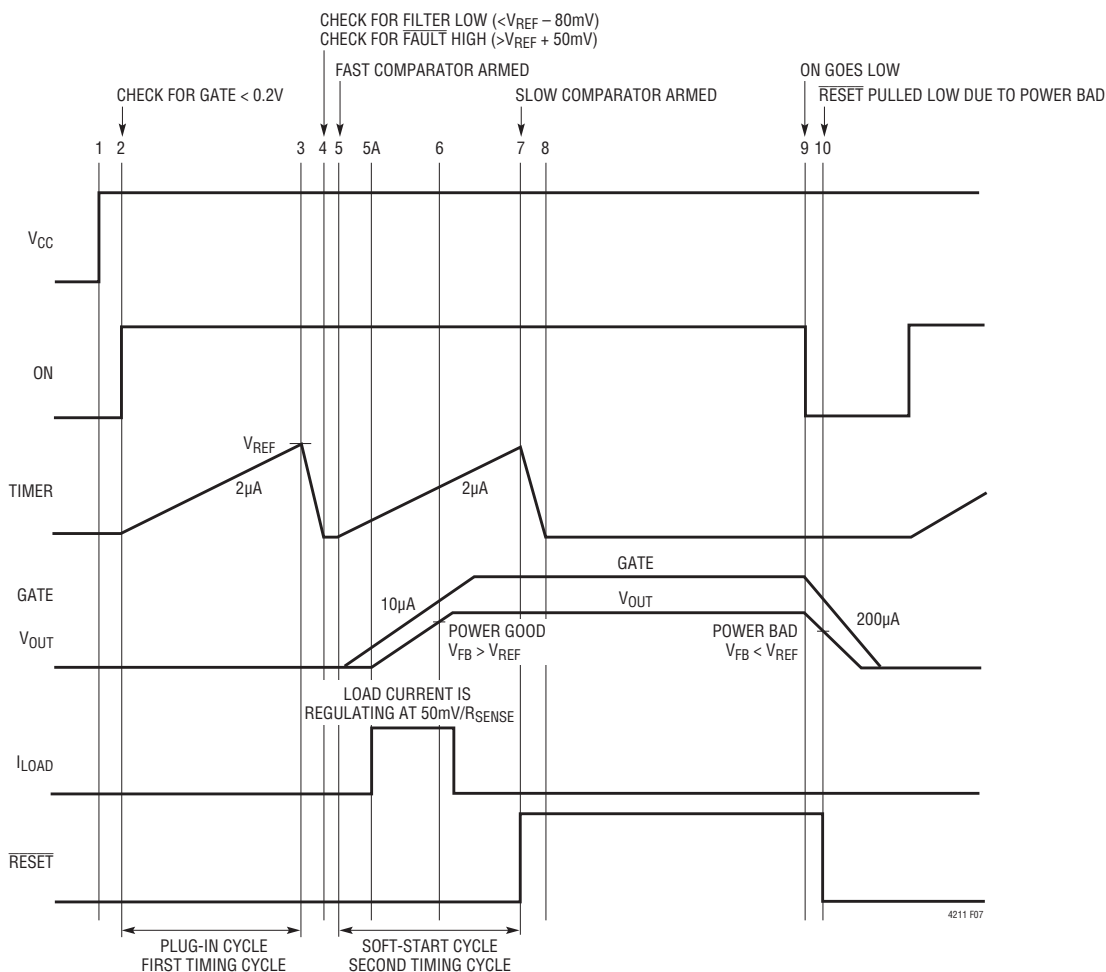 CHECK FOR FILTER LOW (<VREF – 80mV)
CHECK FOR FAULT HIGH (>VREF + 50mV)
FAST COMPARATOR ARMED
ON GOES LOW
CHECK FOR GATE < 0.2V
SLOW COMPARATOR ARMED
RESET PULLED LOW DUE TO POWER BAD
1 2 3 4 5 5A 6 7 8 9 10
VCC
ON
VREF
2µA
2µA
TIMER
GATE
GATE
10µA
VOUT
200µA
VOUT
POWER GOOD
VFB > VREF
POWER BAD
VFB < VREF
LOAD CURRENT IS
REGULATING AT 50mV/RSENSE
ILOAD
RESET
4211 F07
PLUG-IN CYCLE
FIRST TIMING CYCLE
SOFT-START CYCLE
SECOND TIMING CYCLE